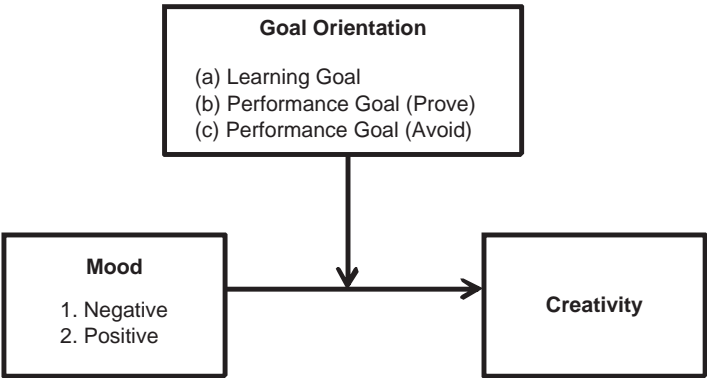 Goal Orientation
(a) Learning Goal
(b) Performance Goal (Prove)
(c) Performance Goal (Avoid)
Mood
1. Negative
2. Positive
Creativity